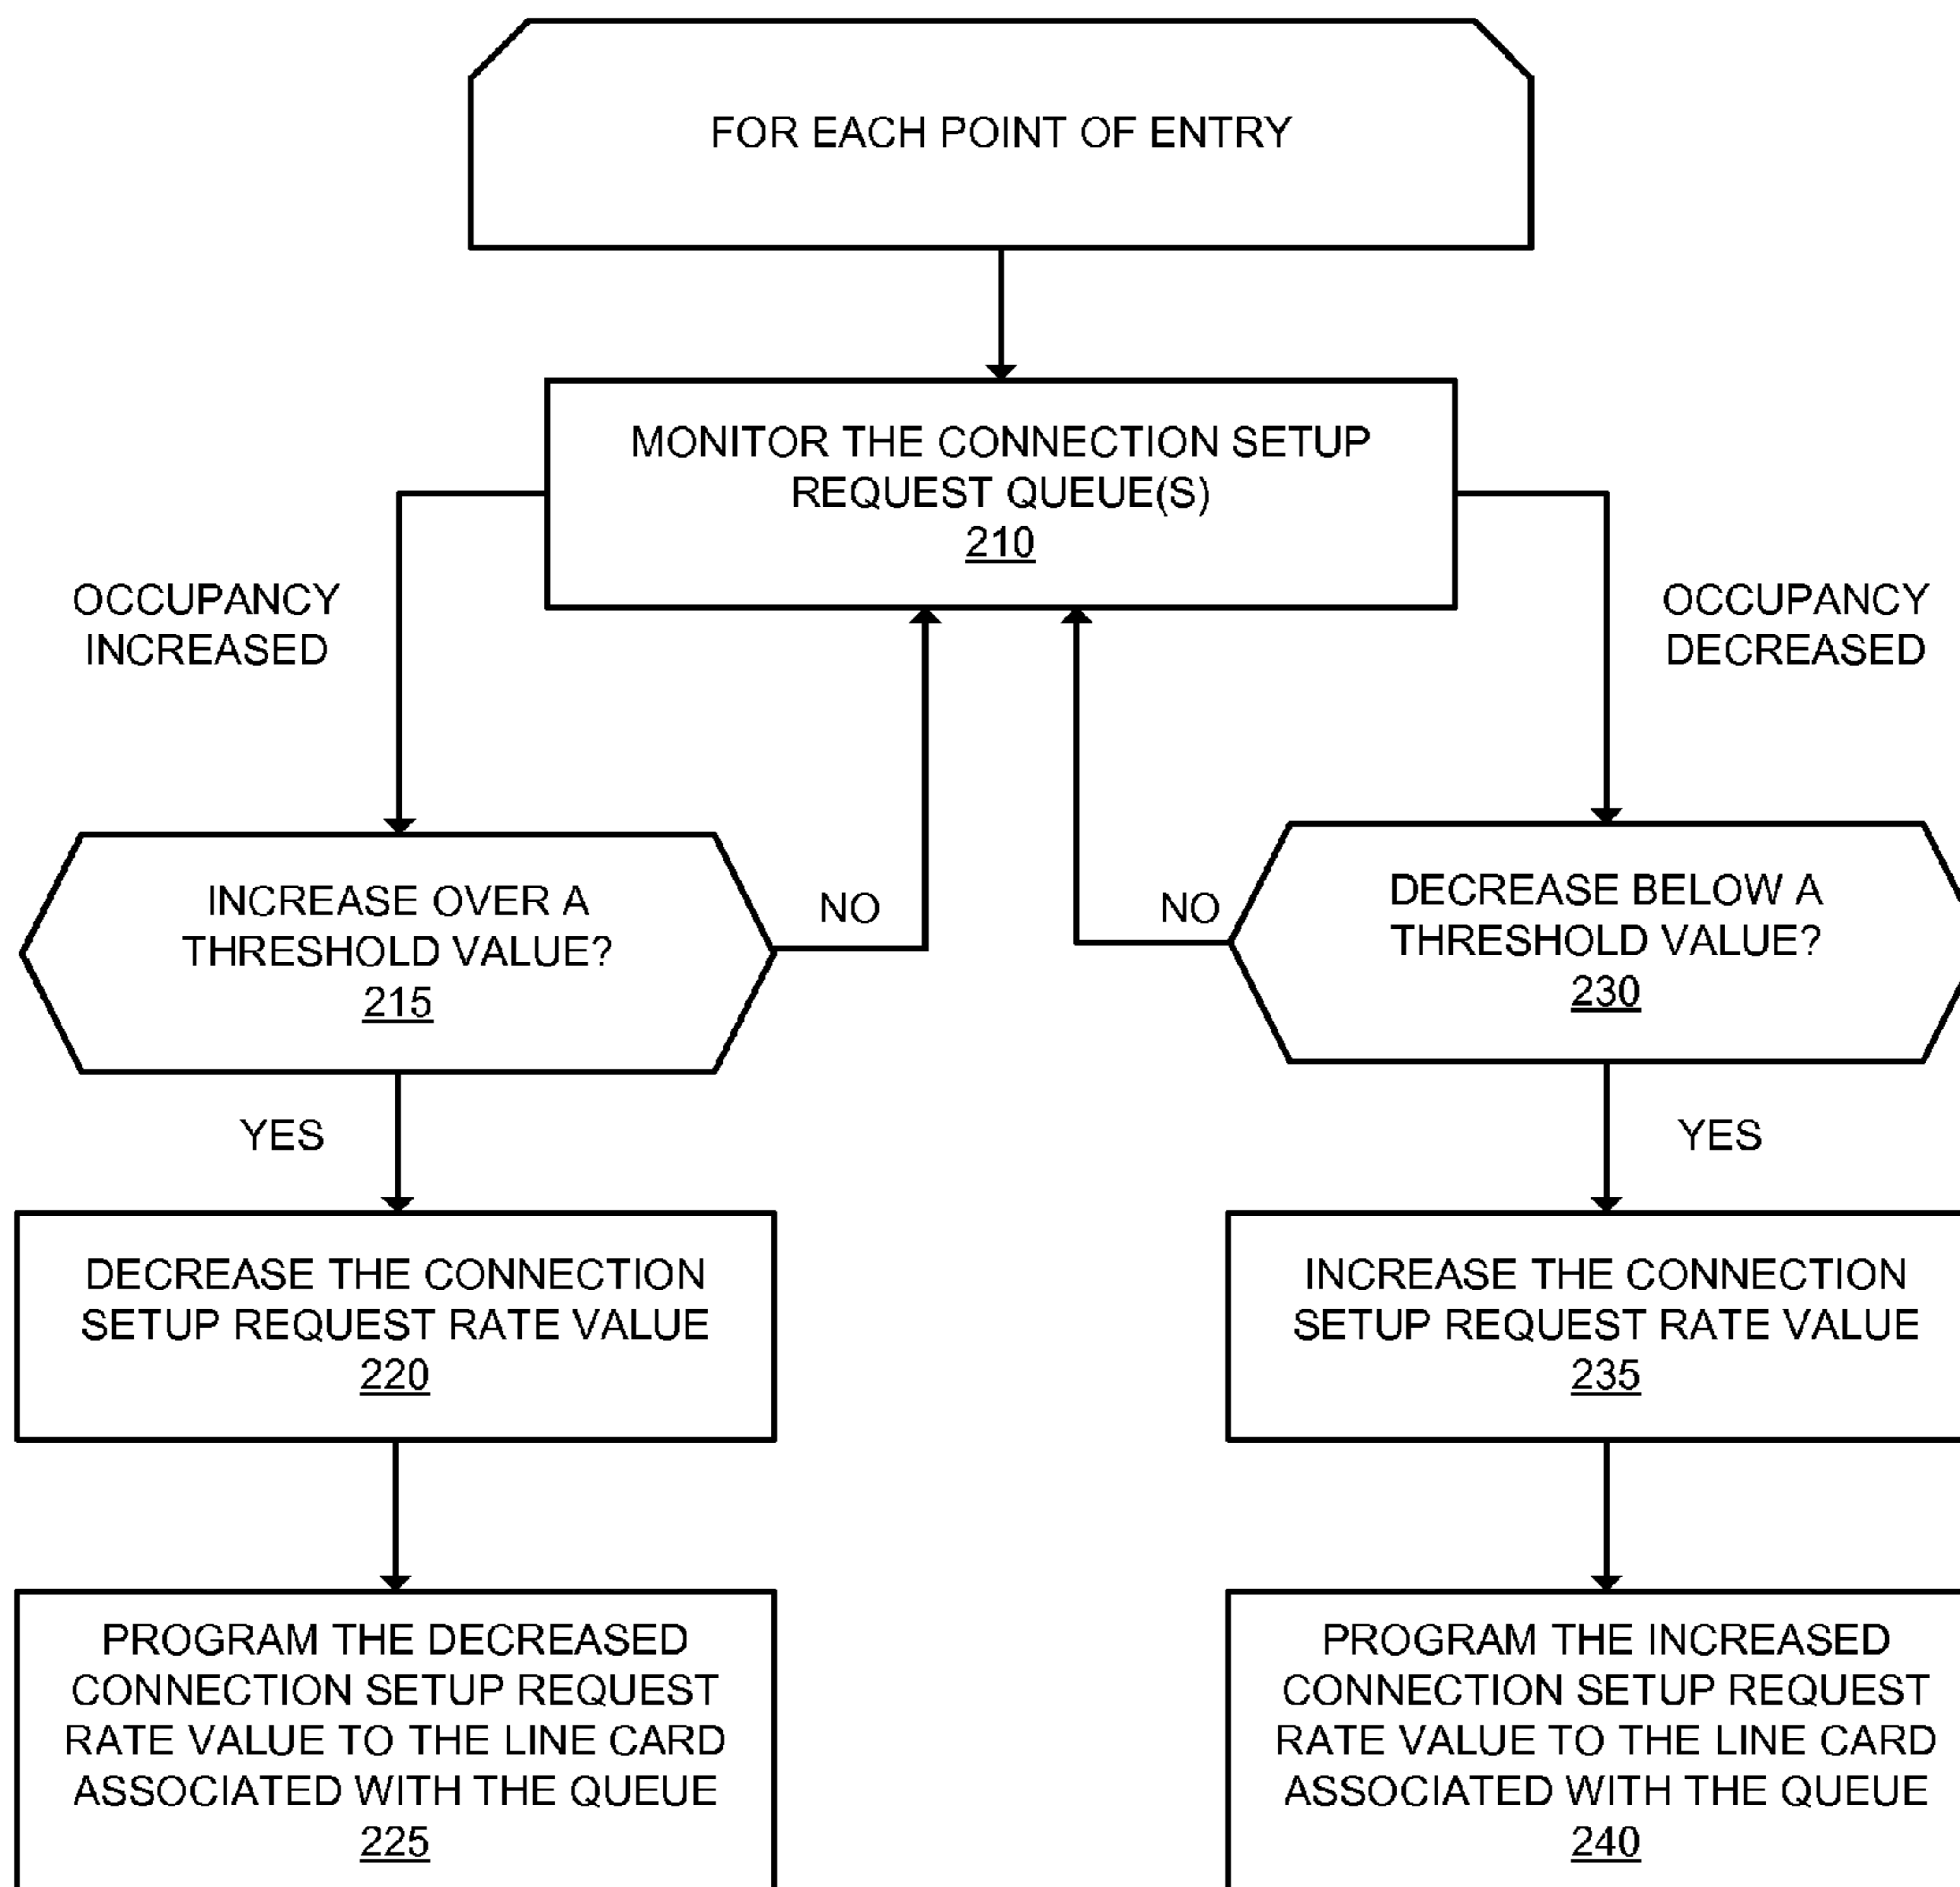 FOR EACH POINT OF ENTRY
MONITOR THE CONNECTION SETUP
REQUEST QUEUE(S)
210
OCCUPANCY
INCREASED
OCCUPANCY
DECREASED
INCREASE OVER A
THRESHOLD VALUE?
215
NO
NO
DECREASE BELOW A
THRESHOLD VALUE?
230
YES
YES
DECREASE THE CONNECTION
SETUP REQUEST RATE VALUE
220
INCREASE THE CONNECTION
SETUP REQUEST RATE VALUE
235
PROGRAM THE DECREASED
CONNECTION SETUP REQUEST
RATE VALUE TO THE LINE CARD
ASSOCIATED WITH THE QUEUE
225
PROGRAM THE INCREASED
CONNECTION SETUP REQUEST
RATE VALUE TO THE LINE CARD
ASSOCIATED WITH THE QUEUE
240